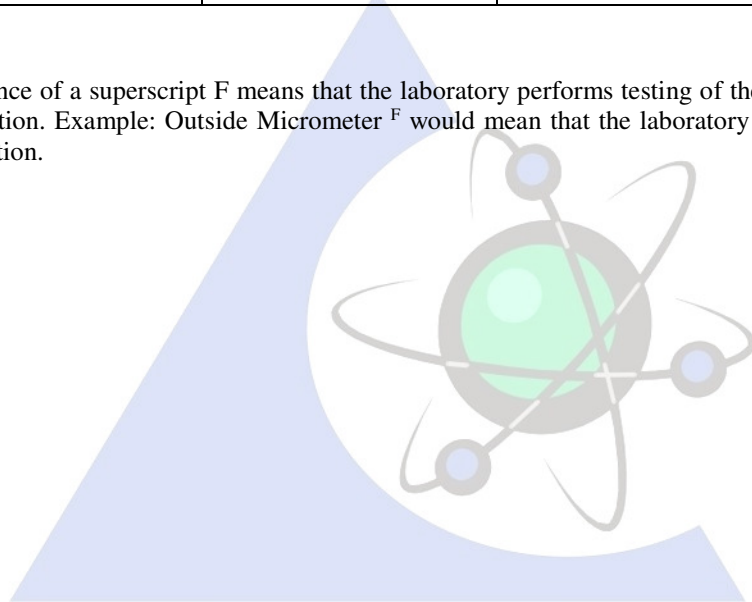 nce of a superscript F means that the laboratory performs testing of the
tion. Example: Outside Micrometer ᶠ would mean that the laboratory
tion.